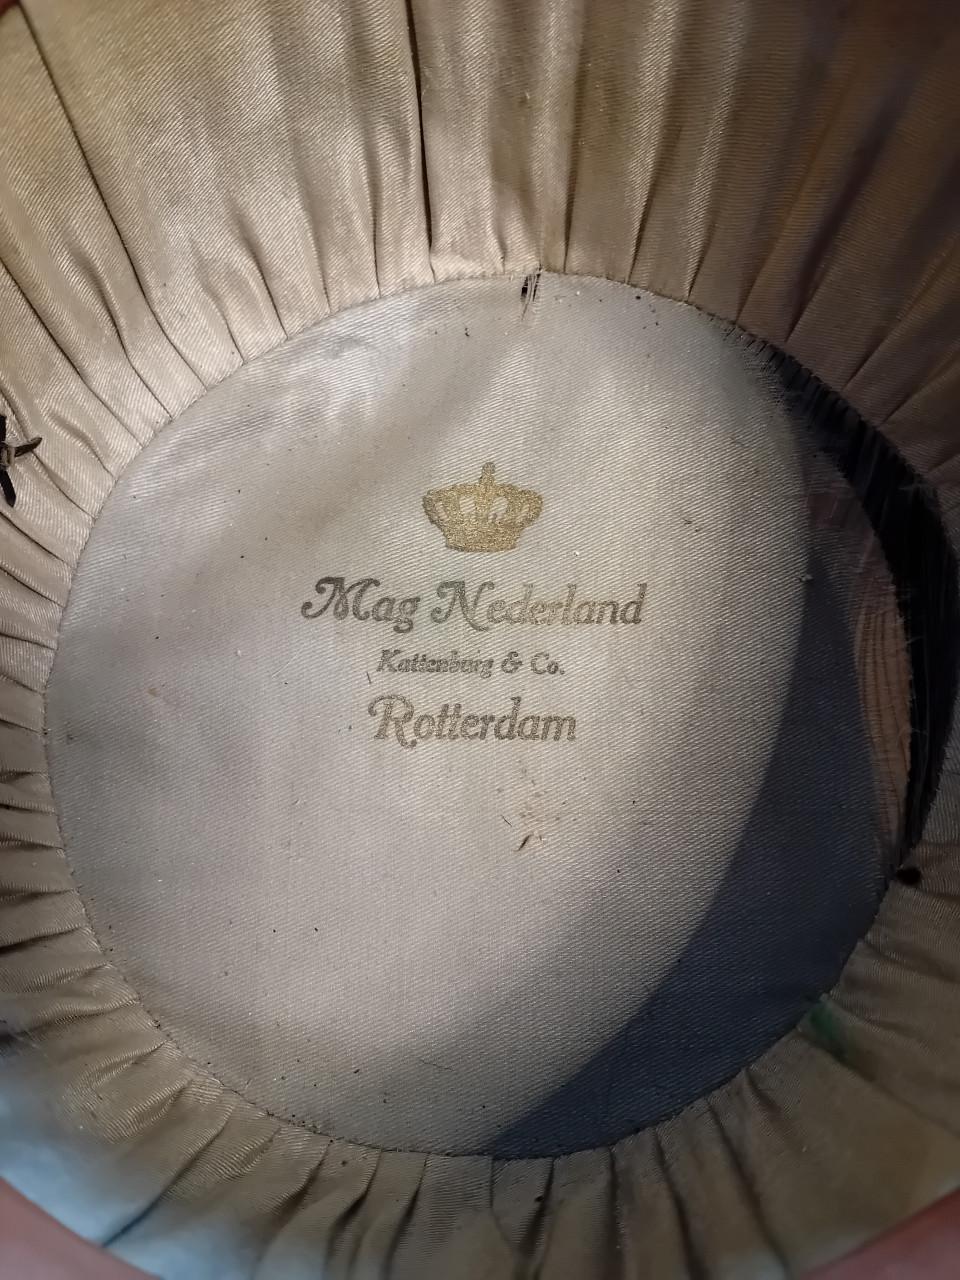 Mag Nederland
Kattenburg & Co.
Rotterdam